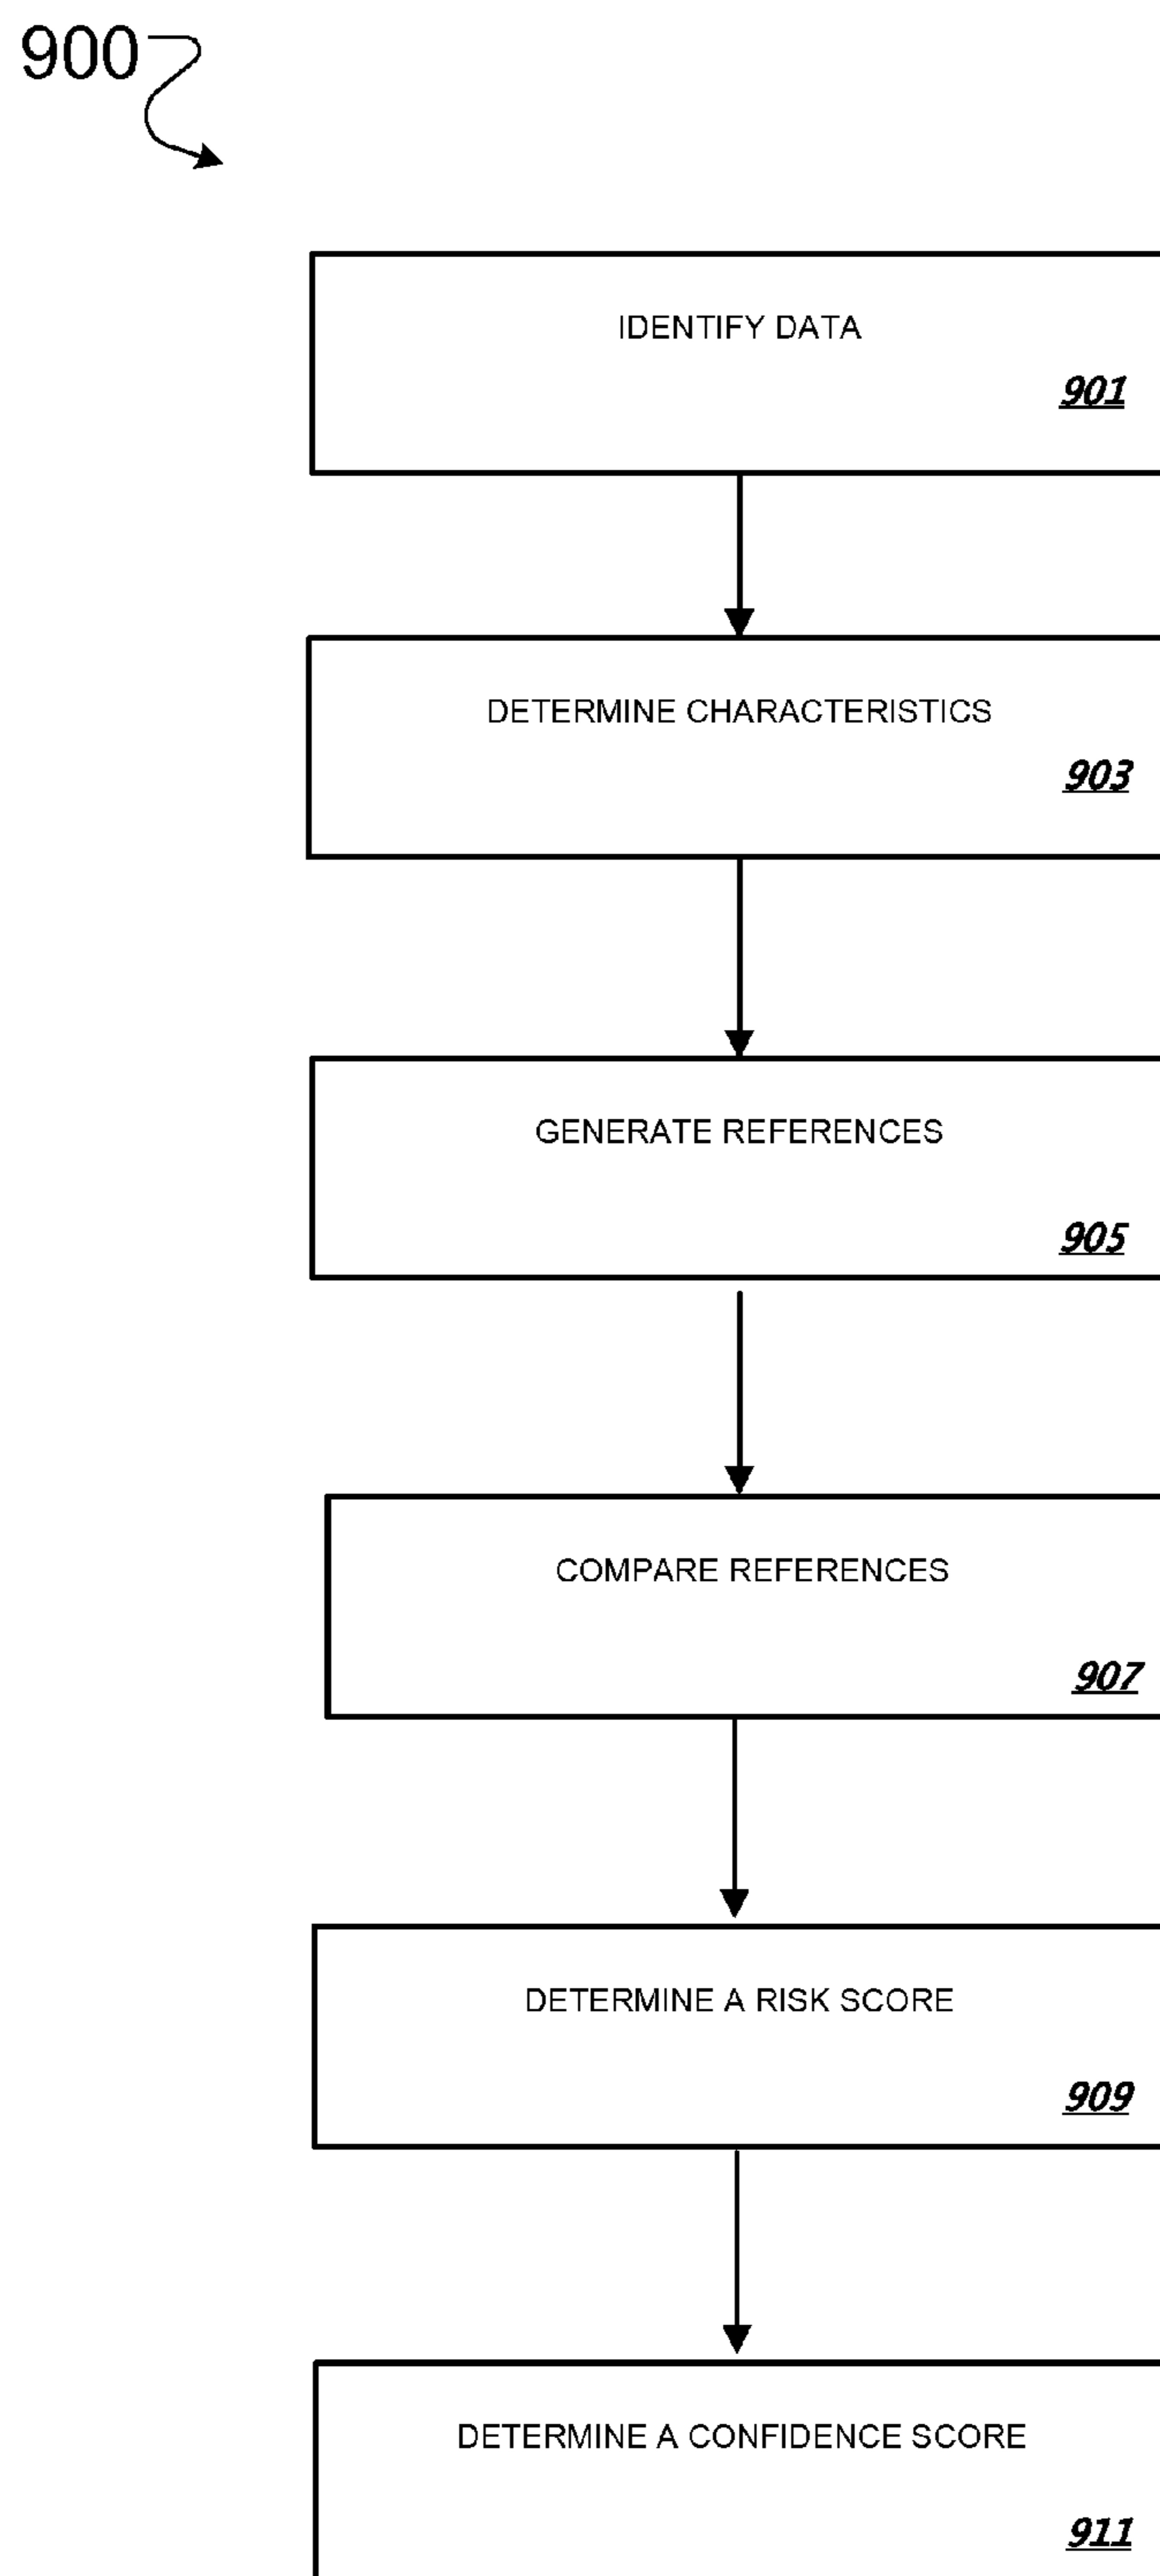 900
IDENTIFY DATA
901
DETERMINE CHARACTERISTICS
903
GENERATE REFERENCES
905
COMPARE REFERENCES
907
DETERMINE A RISK SCORE
909
DETERMINE A CONFIDENCE SCORE
911